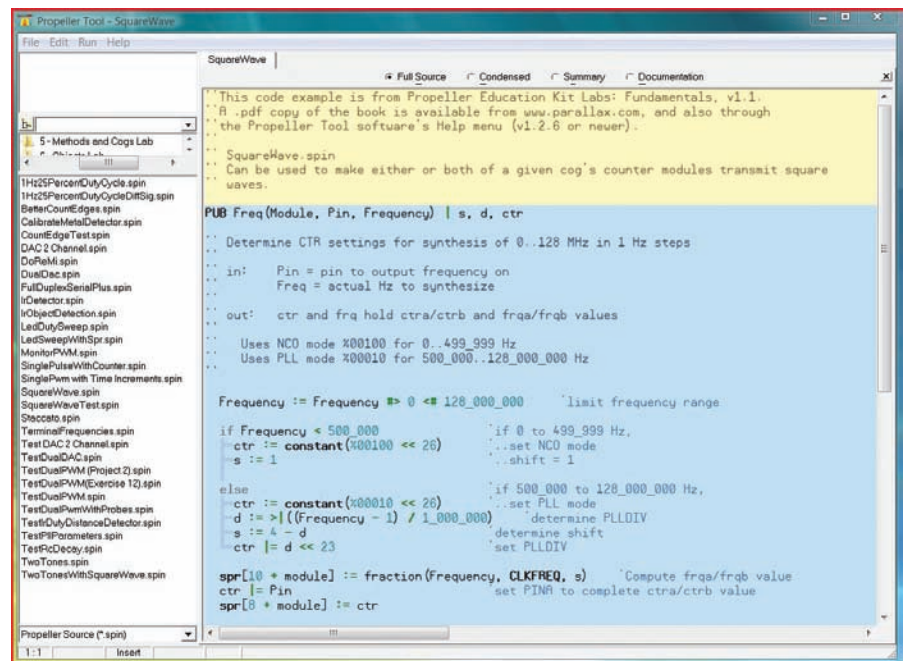 Propeller Tool - SquareWave
File Edit Run Help
SquareWave
Full Source Condensed Summary Documentation
''This code example is from Propeller Education Kit Labs: Fundamentals, v1.1.
''A .pdf copy of the book is available from www.parallax.com, and also through
''the Propeller Tool software's Help menu (v1.2.6 or newer).
''
'' SquareWave.spin
'' Can be used to make either or both of a given cog's counter modules transmit square
'' waves.
PUB Freq(Module, Pin, Frequency) | s, d, ctr
''
'' Determine CTR settings for synthesis of 0..128 MHz in 1 Hz steps
''
'' in: Pin = pin to output frequency on
'' Freq = actual Hz to synthesize
''
'' out: ctr and frq hold ctra/ctrb and frqa/frqb values
''
'' Uses NCO mode %00100 for 0..499_999 Hz
'' Uses PLL mode %00010 for 500_000..128_000_000 Hz
''
Frequency := Frequency #> 0 <# 128_000_000 'limit frequency range
if Frequency < 500_000 'if 0 to 499_999 Hz,
ctr := constant(%00100 << 26) '..set NCO mode
s := 1 '..shift = 1
else 'if 500_000 to 128_000_000 Hz,
ctr := constant(%00010 << 26) '..set PLL mode
d := >|((Frequency - 1) / 1_000_000) 'determine PLLDIV
s := 4 - d 'determine shift
ctr |= d << 23 'set PLLDIV
spr[10 + module] := fraction(Frequency, CLKFREQ, s) 'Compute frqa/frqb value
ctr |= Pin 'set PINA to complete ctra/ctrb value
spr[8 + module] := ctr
5 - Methods and Cogs Lab
1Hz25PercentDutyCycle.spin
1Hz25PercentDutyCycleDiffSig.spin
BetterCountEdges.spin
CalibrateMetalDetector.spin
CountEdgeTest.spin
DAC 2 Channel.spin
DoReMi.spin
DualDac.spin
FullDuplexSerialPlus.spin
IrDetector.spin
IrObjectDetection.spin
LedDutySweep.spin
LedSweepWithSpr.spin
MonitorPWM.spin
SinglePulseWithCounter.spin
SinglePwm with Time Increments.spin
SquareWave.spin
SquareWaveTest.spin
Staccato.spin
TerminalFrequencies.spin
Test DAC 2 Channel.spin
TestDualDAC.spin
TestDualPWM (Project 2).spin
TestDualPWM(Exercise 12).spin
TestDualPWM.spin
TestDualPwmWithProbes.spin
TestIrDutyDistanceDetector.spin
TestPllParameters.spin
TestRcDecay.spin
TwoTones.spin
TwoTonesWithSquareWave.spin
Propeller Source (*.spin)
1:1 Insert